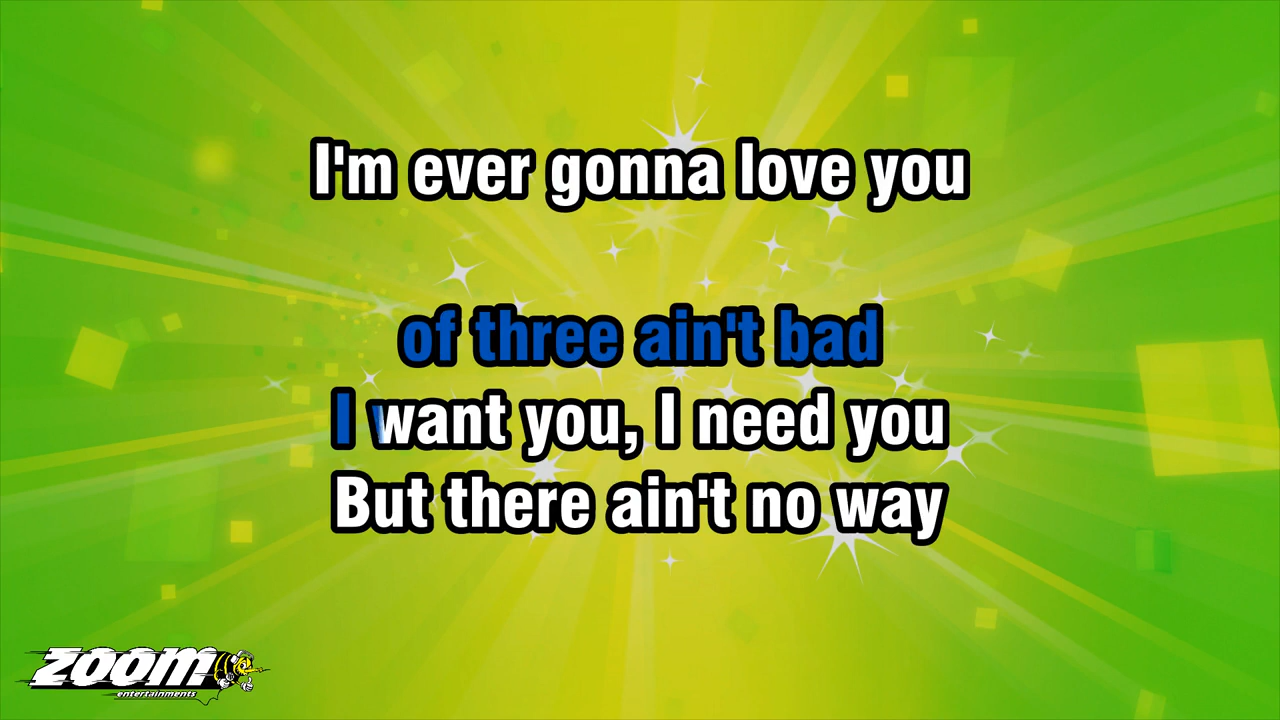 I'm ever gonna love you
of three ain't bad
I want you, I need you
But there ain't no way
ZOOM
entertainments